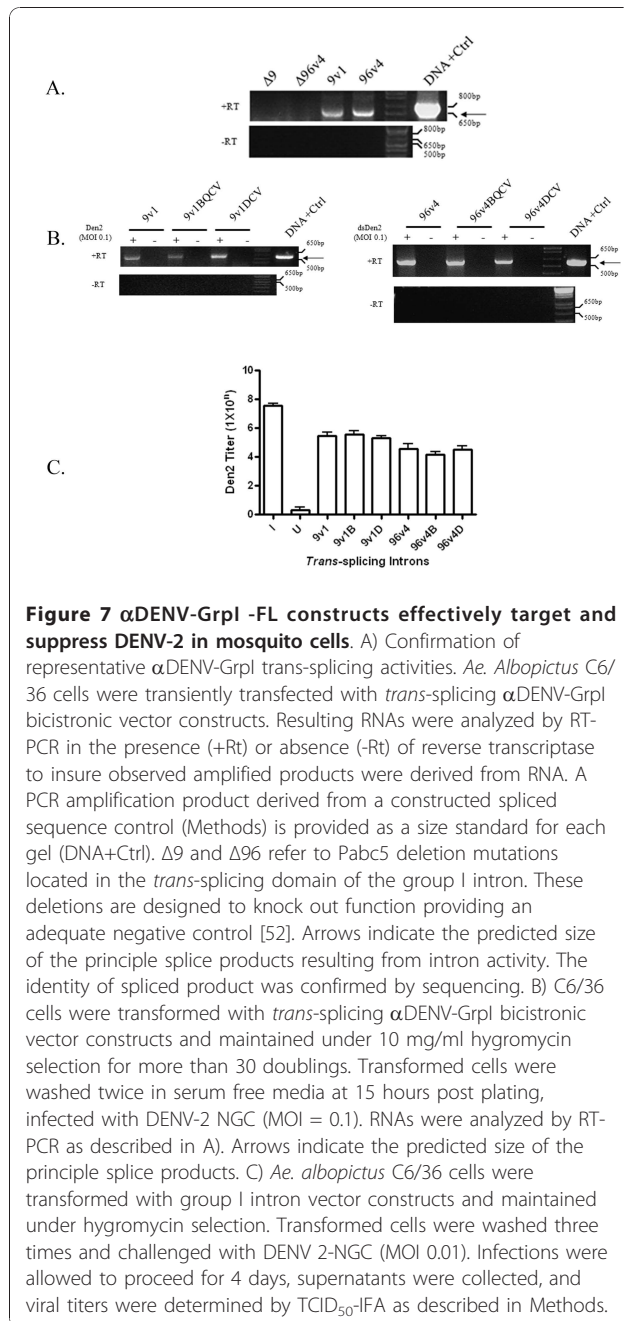 A.
Δ9
Δ96v4
9v1
96v4
DNA +Ctrl
+RT
800bp
650bp
-RT
800bp
650bp
500bp
B.
9v1
9v1BQCV
9v1DCV
DNA+Ctrl
Den2
(MOI 0.1)
+ - + - + -
+RT
650bp
500bp
-RT
650bp
500bp
96v4
96v4BQCV
96v4DCV
DNA+Ctrl
dsDen2
(MOI 0.1)
+ - + - + -
+RT
650bp
500bp
-RT
650bp
500bp
C.
Den2 Titer (1X10ⁿ)
8
6
4
2
0
I
U
9v1
9v1B
9v1D
96v4
96v4B
96v4D
Trans-splicing Introns
Figure 7 αDENV-GrpI -FL constructs effectively target and
suppress DENV-2 in mosquito cells. A) Confirmation of
representative αDENV-GrpI trans-splicing activities. Ae. Albopictus C6/
36 cells were transiently transfected with trans-splicing αDENV-GrpI
bicistronic vector constructs. Resulting RNAs were analyzed by RT-
PCR in the presence (+Rt) or absence (-Rt) of reverse transcriptase
to insure observed amplified products were derived from RNA. A
PCR amplification product derived from a constructed spliced
sequence control (Methods) is provided as a size standard for each
gel (DNA+Ctrl). Δ9 and Δ96 refer to Pabc5 deletion mutations
located in the trans-splicing domain of the group I intron. These
deletions are designed to knock out function providing an
adequate negative control [52]. Arrows indicate the predicted size
of the principle splice products resulting from intron activity. The
identity of spliced product was confirmed by sequencing. B) C6/36
cells were transformed with trans-splicing αDENV-GrpI bicistronic
vector constructs and maintained under 10 mg/ml hygromycin
selection for more than 30 doublings. Transformed cells were
washed twice in serum free media at 15 hours post plating,
infected with DENV-2 NGC (MOI = 0.1). RNAs were analyzed by RT-
PCR as described in A). Arrows indicate the predicted size of the
principle splice products. C) Ae. albopictus C6/36 cells were
transformed with group I intron vector constructs and maintained
under hygromycin selection. Transformed cells were washed three
times and challenged with DENV 2-NGC (MOI 0.01). Infections were
allowed to proceed for 4 days, supernatants were collected, and
viral titers were determined by TCID₅₀-IFA as described in Methods.